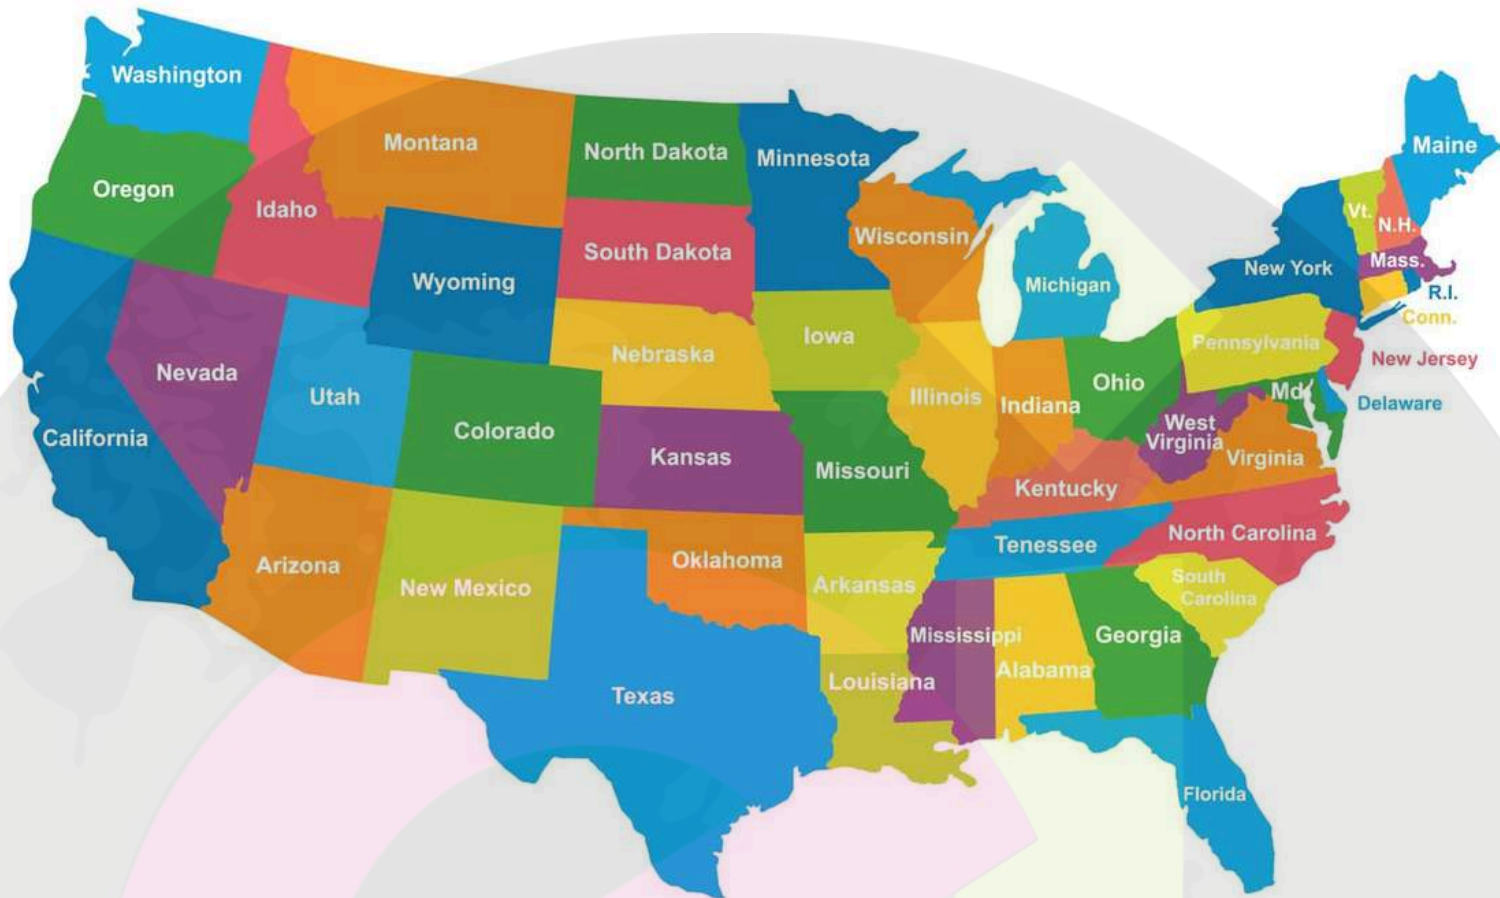 Washington
Montana
North Dakota
Minnesota
Maine
Oregon
Idaho
South Dakota
Wisconsin
Vt.
N.H.
Wyoming
Michigan
New York
Mass.
R.I.
Conn.
Nevada
Utah
Nebraska
Iowa
Pennsylvania
New Jersey
California
Colorado
Kansas
Illinois
Indiana
Ohio
Md
Delaware
West
Virginia
Virginia
Missouri
Kentucky
Arizona
New Mexico
Oklahoma
Arkansas
Tenessee
North Carolina
South
Carolina
Texas
Louisiana
Mississippi
Alabama
Georgia
Florida